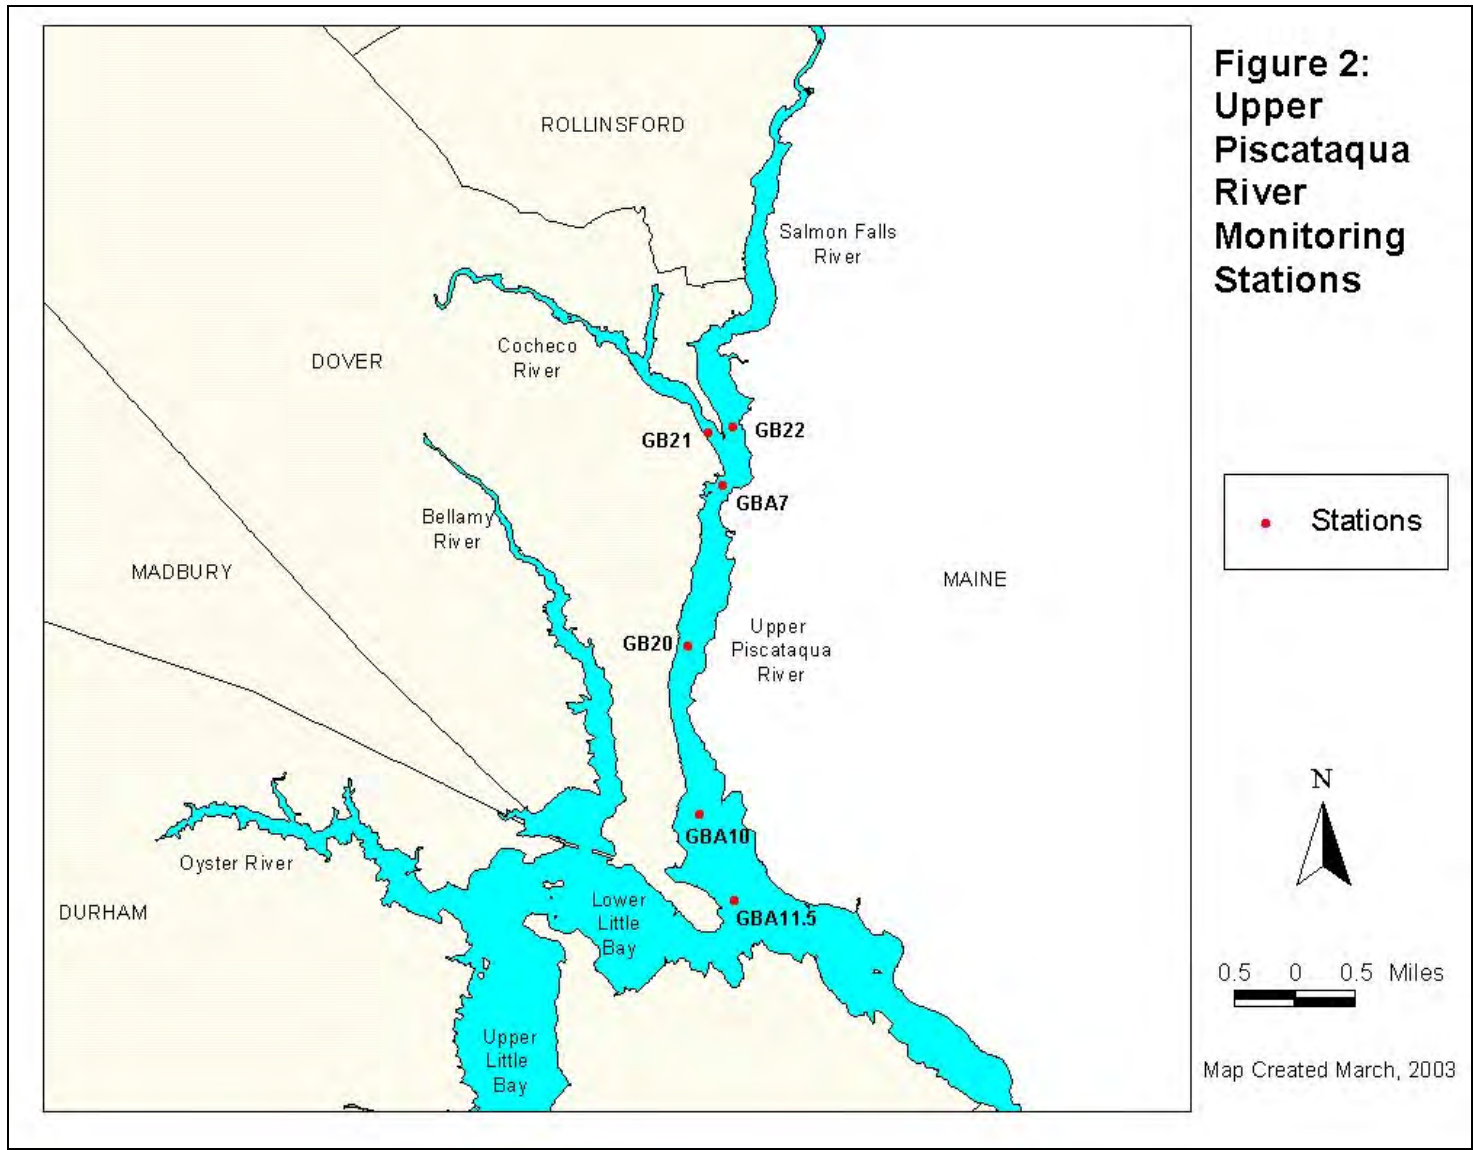 Figure 2:
Upper
Piscataqua
River
Monitoring
Stations
ROLLINSFORD
Salmon Falls
River
Cocheco
River
DOVER
GB21
GB22
GBA7
Bellamy
River
MADBURY
MAINE
Stations
GB20
Upper
Piscataqua
River
N
GBA10
Oyster River
DURHAM
Lower
Little
Bay
GBA11.5
0.5 0 0.5 Miles
Upper
Little
Bay
Map Created March, 2003